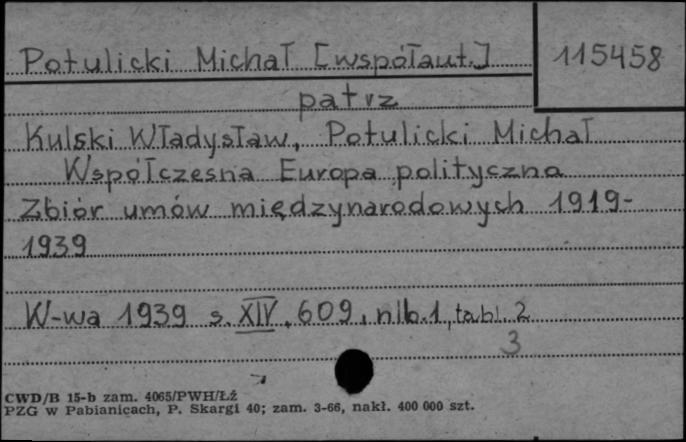 Potulicki Michał [współaut.] 115458
patrz
Kulski Władysław, Potulicki Michał
Współczesna Europa polityczna
Zbiór umów międzynarodowych 1919-
1939
W-wa 1939 s. XIV, 609, nlb. 1, tabl. 2
3
CWD/B 15-b zam. 4065/PWH/Łź
PZG w Pabianicach, P. Skargi 40; zam. 3-66, nakł. 400 000 szt.